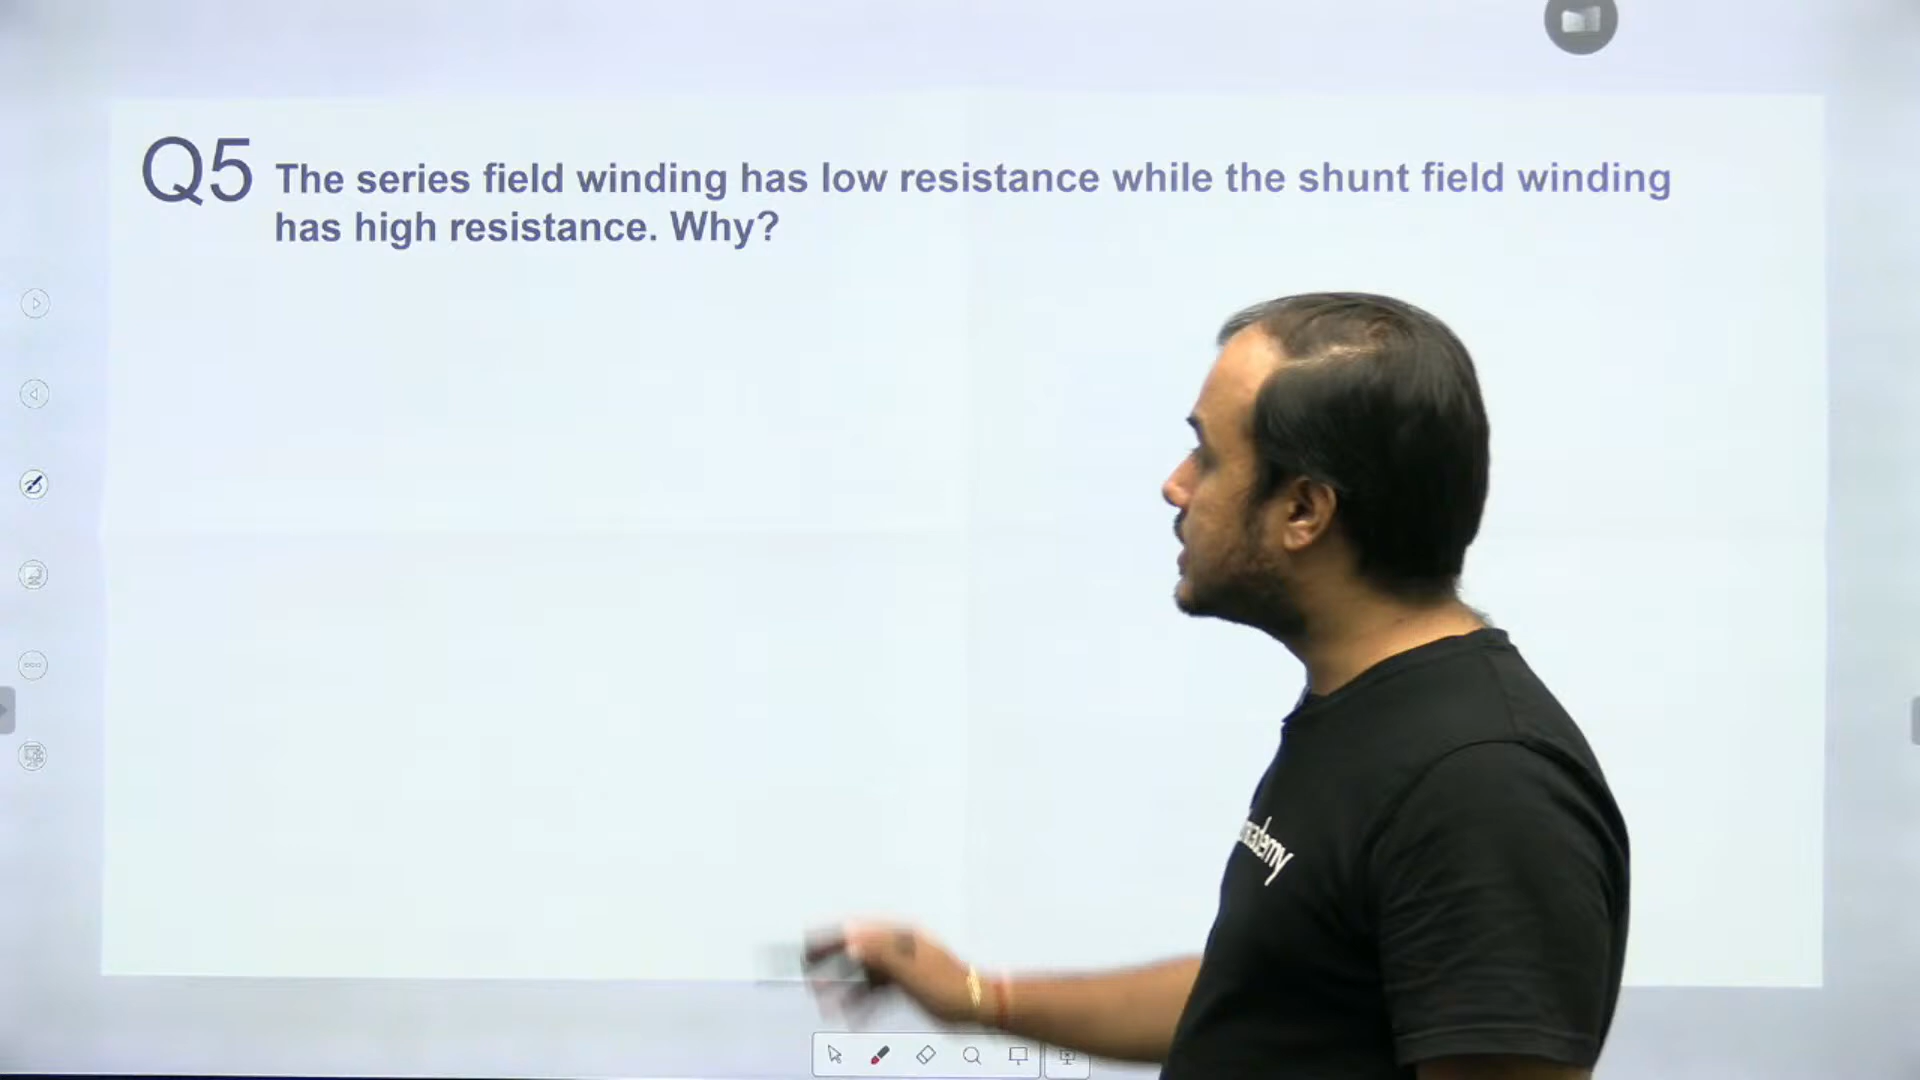 Q5 The series field winding has low resistance while the shunt field winding
has high resistance. Why?